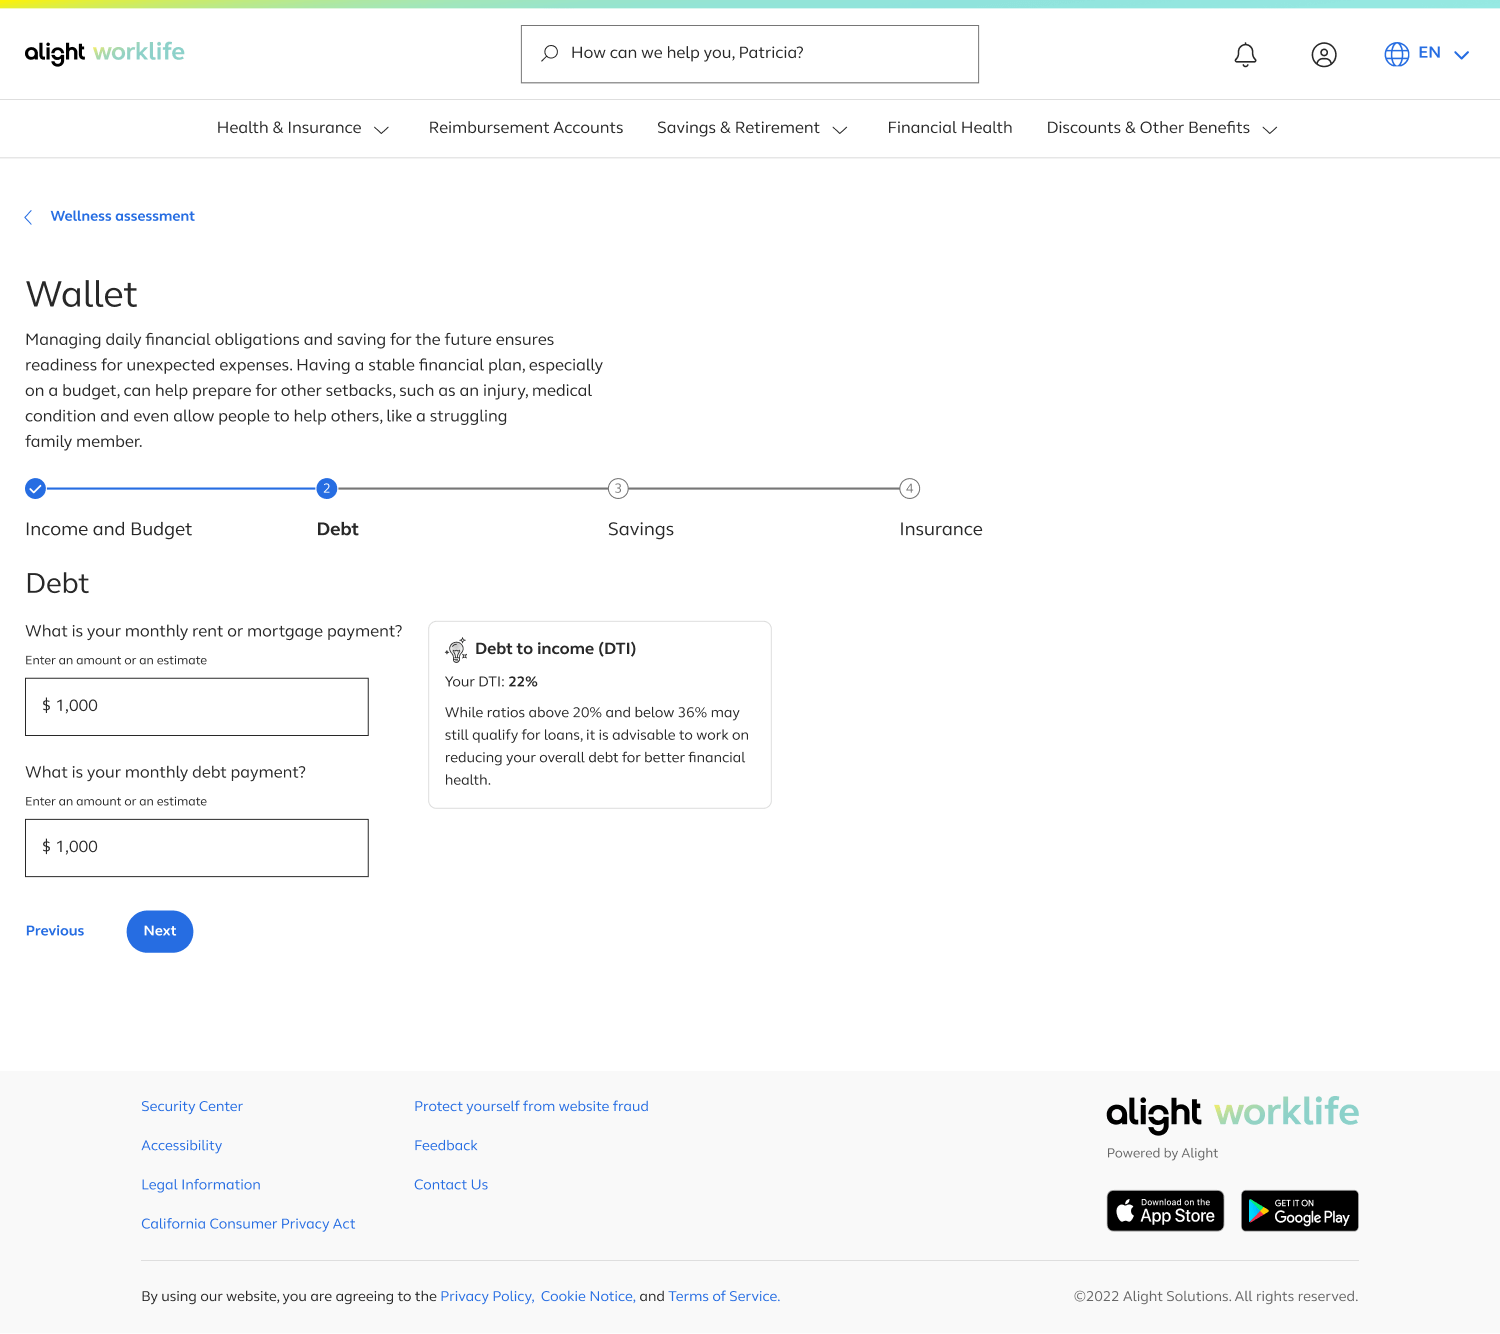 alight worklife
How can we help you, Patricia?
EN
Health & Insurance
Reimbursement Accounts
Savings & Retirement
Financial Health
Discounts & Other Benefits
Wellness assessment
Wallet
Managing daily financial obligations and saving for the future ensures
readiness for unexpected expenses. Having a stable financial plan, especially
on a budget, can help prepare for other setbacks, such as an injury, medical
condition and even allow people to help others, like a struggling
family member.
2
3
4
Income and Budget
Debt
Savings
Insurance
Debt
What is your monthly rent or mortgage payment?
Enter an amount or an estimate
$ 1,000
What is your monthly debt payment?
Enter an amount or an estimate
$ 1,000
Debt to income (DTI)
Your DTI: 22%
While ratios above 20% and below 36% may
still qualify for loans, it is advisable to work on
reducing your overall debt for better financial
health.
Previous
Next
Security Center
Accessibility
Legal Information
California Consumer Privacy Act
Protect yourself from website fraud
Feedback
Contact Us
alight worklife
Powered by Alight
Download on the
App Store
GET IT ON
Google Play
By using our website, you are agreeing to the Privacy Policy, Cookie Notice, and Terms of Service.
©2022 Alight Solutions. All rights reserved.